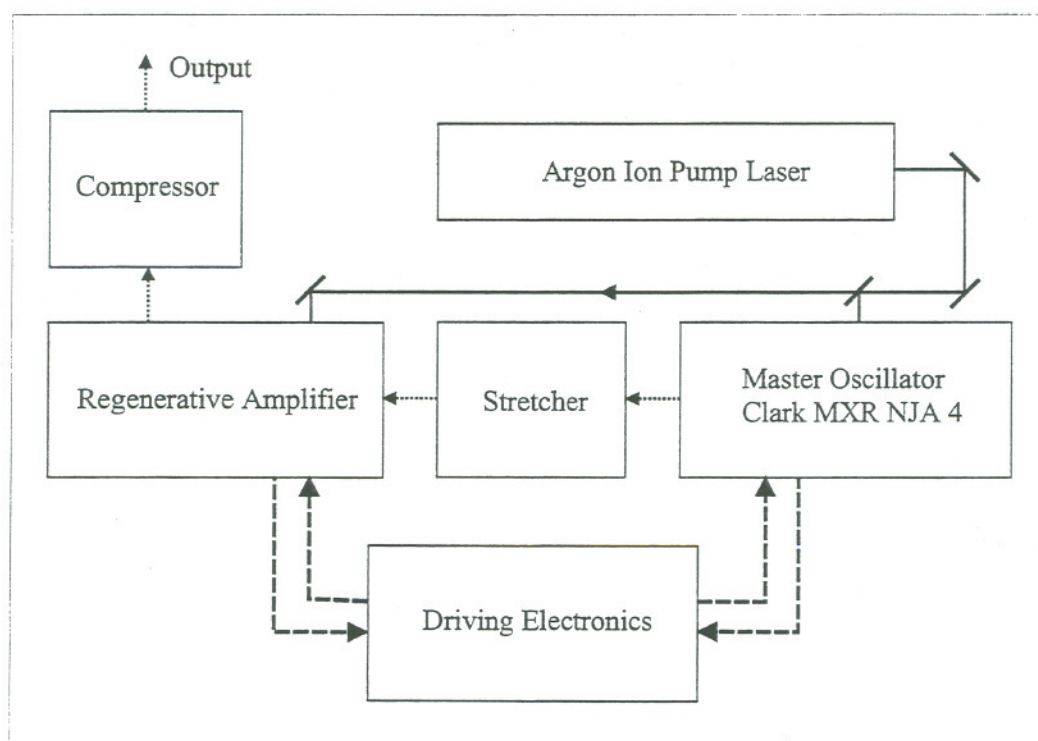 Output
Compressor
Argon Ion Pump Laser
Regenerative Amplifier
Stretcher
Master Oscillator
Clark MXR NJA 4
Driving Electronics